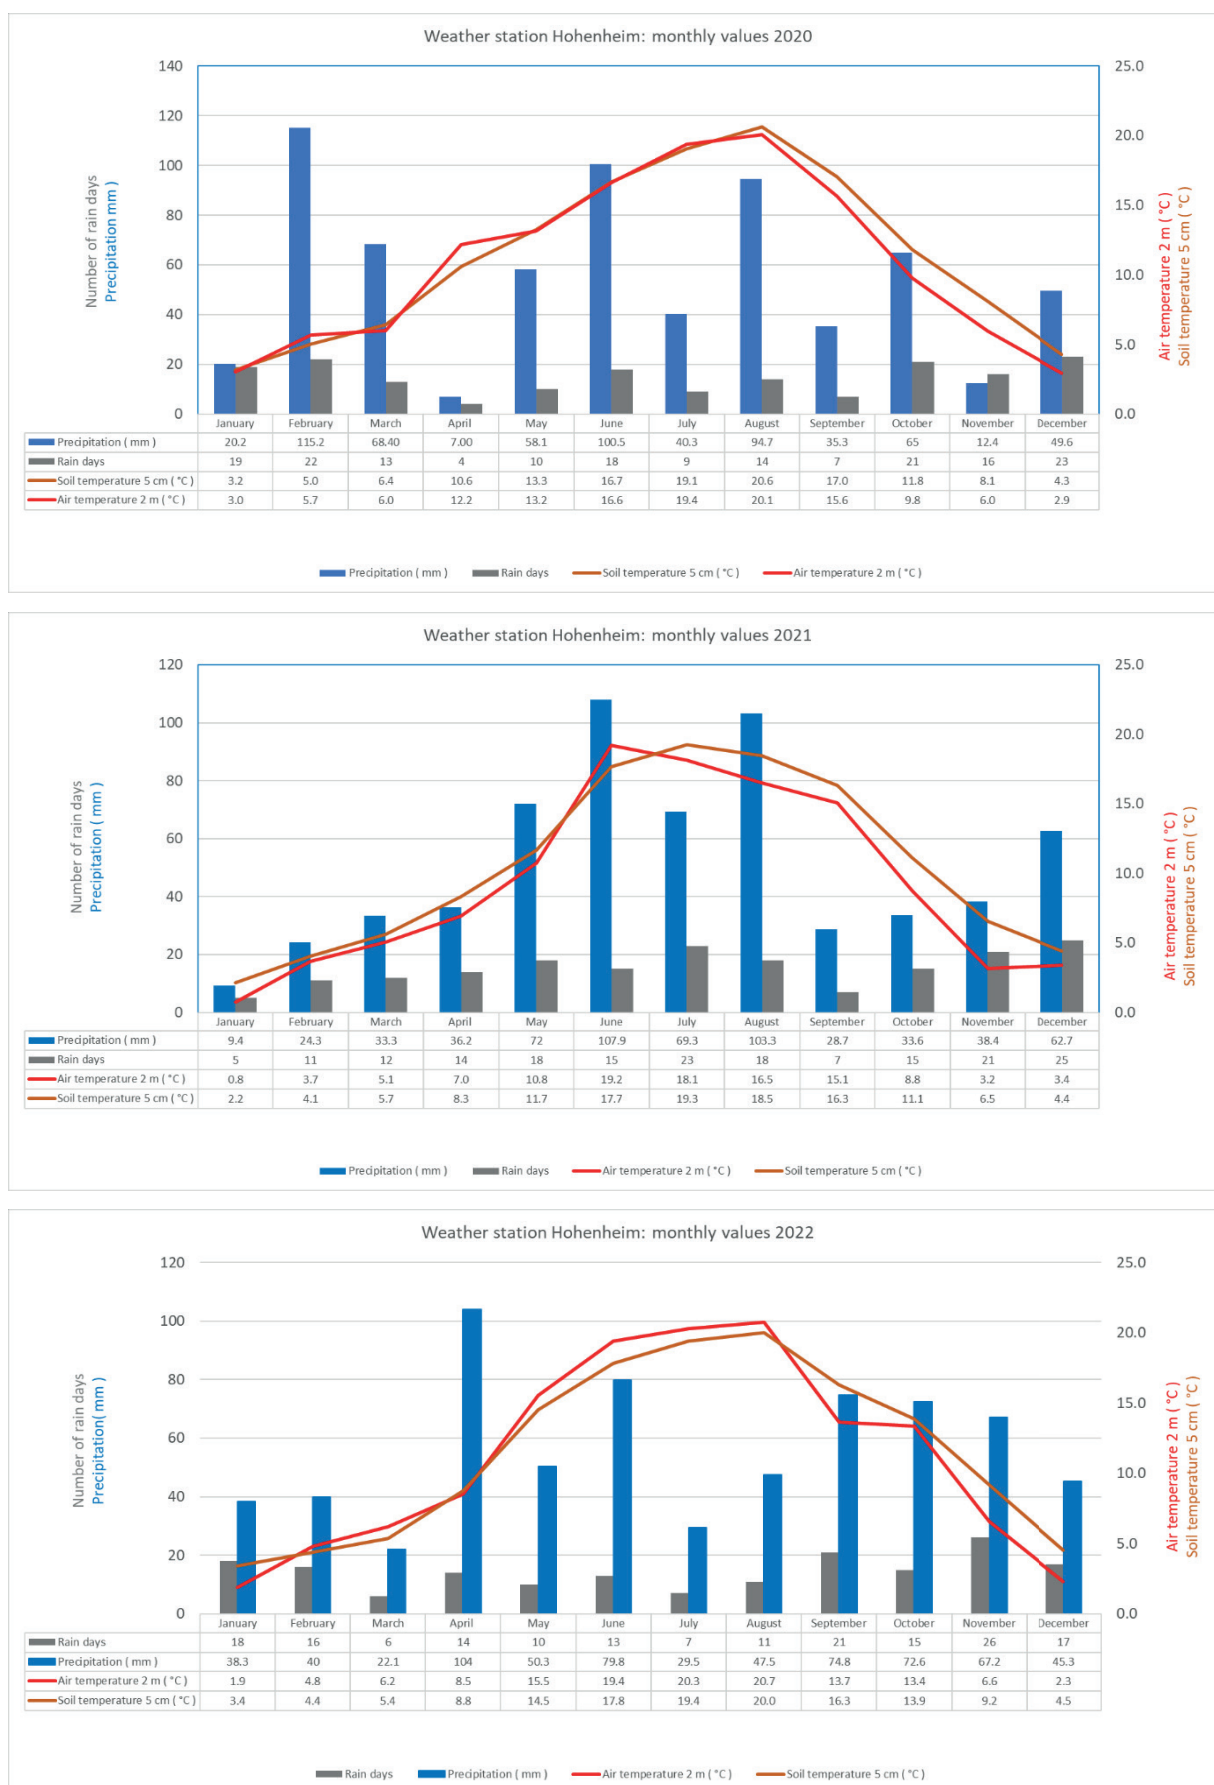 Weather station Hohenheim: monthly values 2020
140 25.0
120 20.0
100 15.0
80 10.0
60 5.0
40 0.0
20
0
Number of rain days
Precipitation mm )
Air temperature 2 m ( °C )
Soil temperature 5 cm ( °C )
January February March April May June July August September October November December
Precipitation ( mm ) 20.2 115.2 68.40 7.00 58.1 100.5 40.3 94.7 35.3 65 12.4 49.6
Rain days 19 22 13 4 10 18 9 14 7 21 16 23
Soil temperature 5 cm ( °C ) 3.2 5.0 6.4 10.6 13.3 16.7 19.1 20.6 17.0 11.8 8.1 4.3
Air temperature 2 m ( °C ) 3.0 5.7 6.0 12.2 13.2 16.6 19.4 20.1 15.6 9.8 6.0 2.9
Precipitation ( mm ) Rain days Soil temperature 5 cm ( °C ) Air temperature 2 m ( °C )
Weather station Hohenheim: monthly values 2021
120 25.0
100 20.0
80 15.0
60 10.0
40 5.0
20 0.0
0
Number of rain days
Precipitation ( mm )
Air temperature 2 m ( °C )
Soil temperature 5 cm ( °C )
January February March April May June July August September October November December
Precipitation ( mm ) 9.4 24.3 33.3 36.2 72 107.9 69.3 103.3 28.7 33.6 38.4 62.7
Rain days 5 11 12 14 18 15 23 18 7 15 21 25
Air temperature 2 m ( °C ) 0.8 3.7 5.1 7.0 10.8 19.2 18.1 16.5 15.1 8.8 3.2 3.4
Soil temperature 5 cm ( °C ) 2.2 4.1 5.7 8.3 11.7 17.7 19.3 18.5 16.3 11.1 6.5 4.4
Precipitation ( mm ) Rain days Air temperature 2 m ( °C ) Soil temperature 5 cm ( °C )
Weather station Hohenheim: monthly values 2022
120 25.0
100 20.0
80 15.0
60 10.0
40 5.0
20 0.0
0
Number of rain days
Precipitation( mm )
Air temperature 2 m ( °C )
Soil temperature 5 cm ( °C )
January February March April May June July August September October November December
Rain days 18 16 6 14 10 13 7 11 21 15 26 17
Precipitation ( mm ) 38.3 40 22.1 104 50.3 79.8 29.5 47.5 74.8 72.6 67.2 45.3
Air temperature 2 m ( °C ) 1.9 4.8 6.2 8.5 15.5 19.4 20.3 20.7 13.7 13.4 6.6 2.3
Soil temperature 5 cm ( °C ) 3.4 4.4 5.4 8.8 14.5 17.8 19.4 20.0 16.3 13.9 9.2 4.5
Rain days Precipitation ( mm ) Air temperature 2 m ( °C ) Soil temperature 5 cm ( °C )